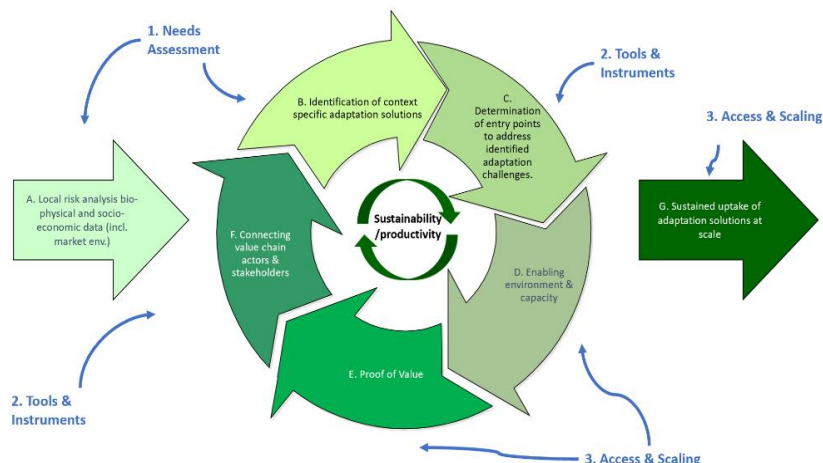 1. Needs
Assessment
2. Tools &
Instruments
3. Access & Scaling
B. Identification of context
specific adaptation solutions
C.
Determination
of entry points
to address
identified
adaptation
challenges.
A. Local risk analysis bio-
physical and socio-
economic data (incl.
market env.)
Sustainability
/productivity
G. Sustained uptake of
adaptation solutions at
scale
F. Connecting
value chain
actors &
stakeholders
D. Enabling
environment &
capacity
E. Proof of Value
2. Tools &
Instruments
3. Access & Scaling